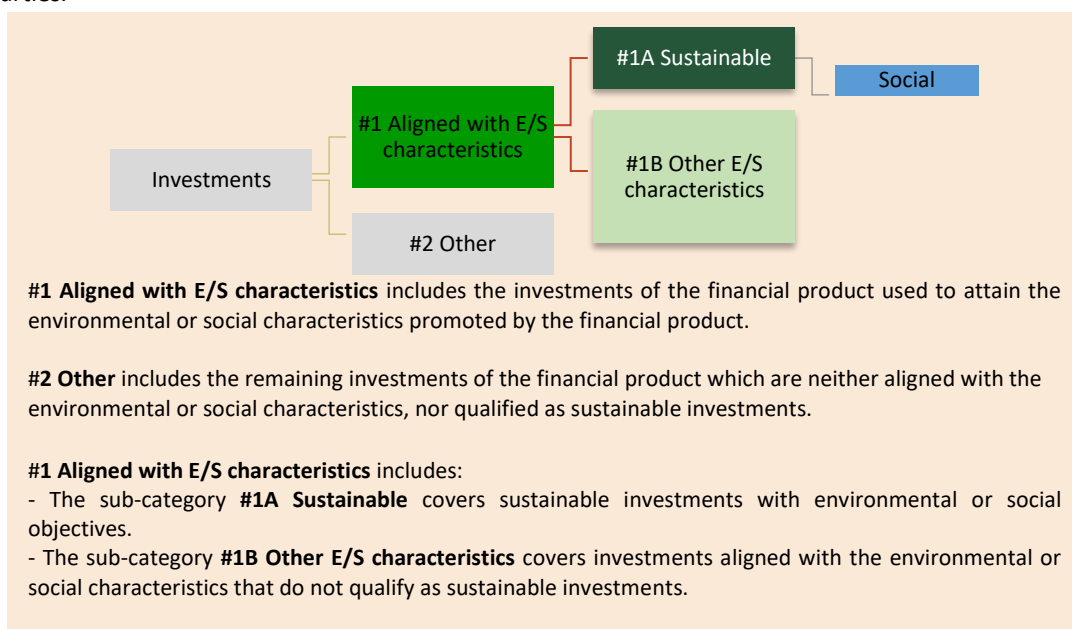 #1A Sustainable
Social
#1 Aligned with E/S
characteristics
#1B Other E/S
characteristics
Investments
#2 Other
#1 Aligned with E/S characteristics includes the investments of the financial product used to attain the
environmental or social characteristics promoted by the financial product.
#2 Other includes the remaining investments of the financial product which are neither aligned with the
environmental or social characteristics, nor qualified as sustainable investments.
#1 Aligned with E/S characteristics includes:
- The sub-category #1A Sustainable covers sustainable investments with environmental or social
objectives.
- The sub-category #1B Other E/S characteristics covers investments aligned with the environmental or
social characteristics that do not qualify as sustainable investments.